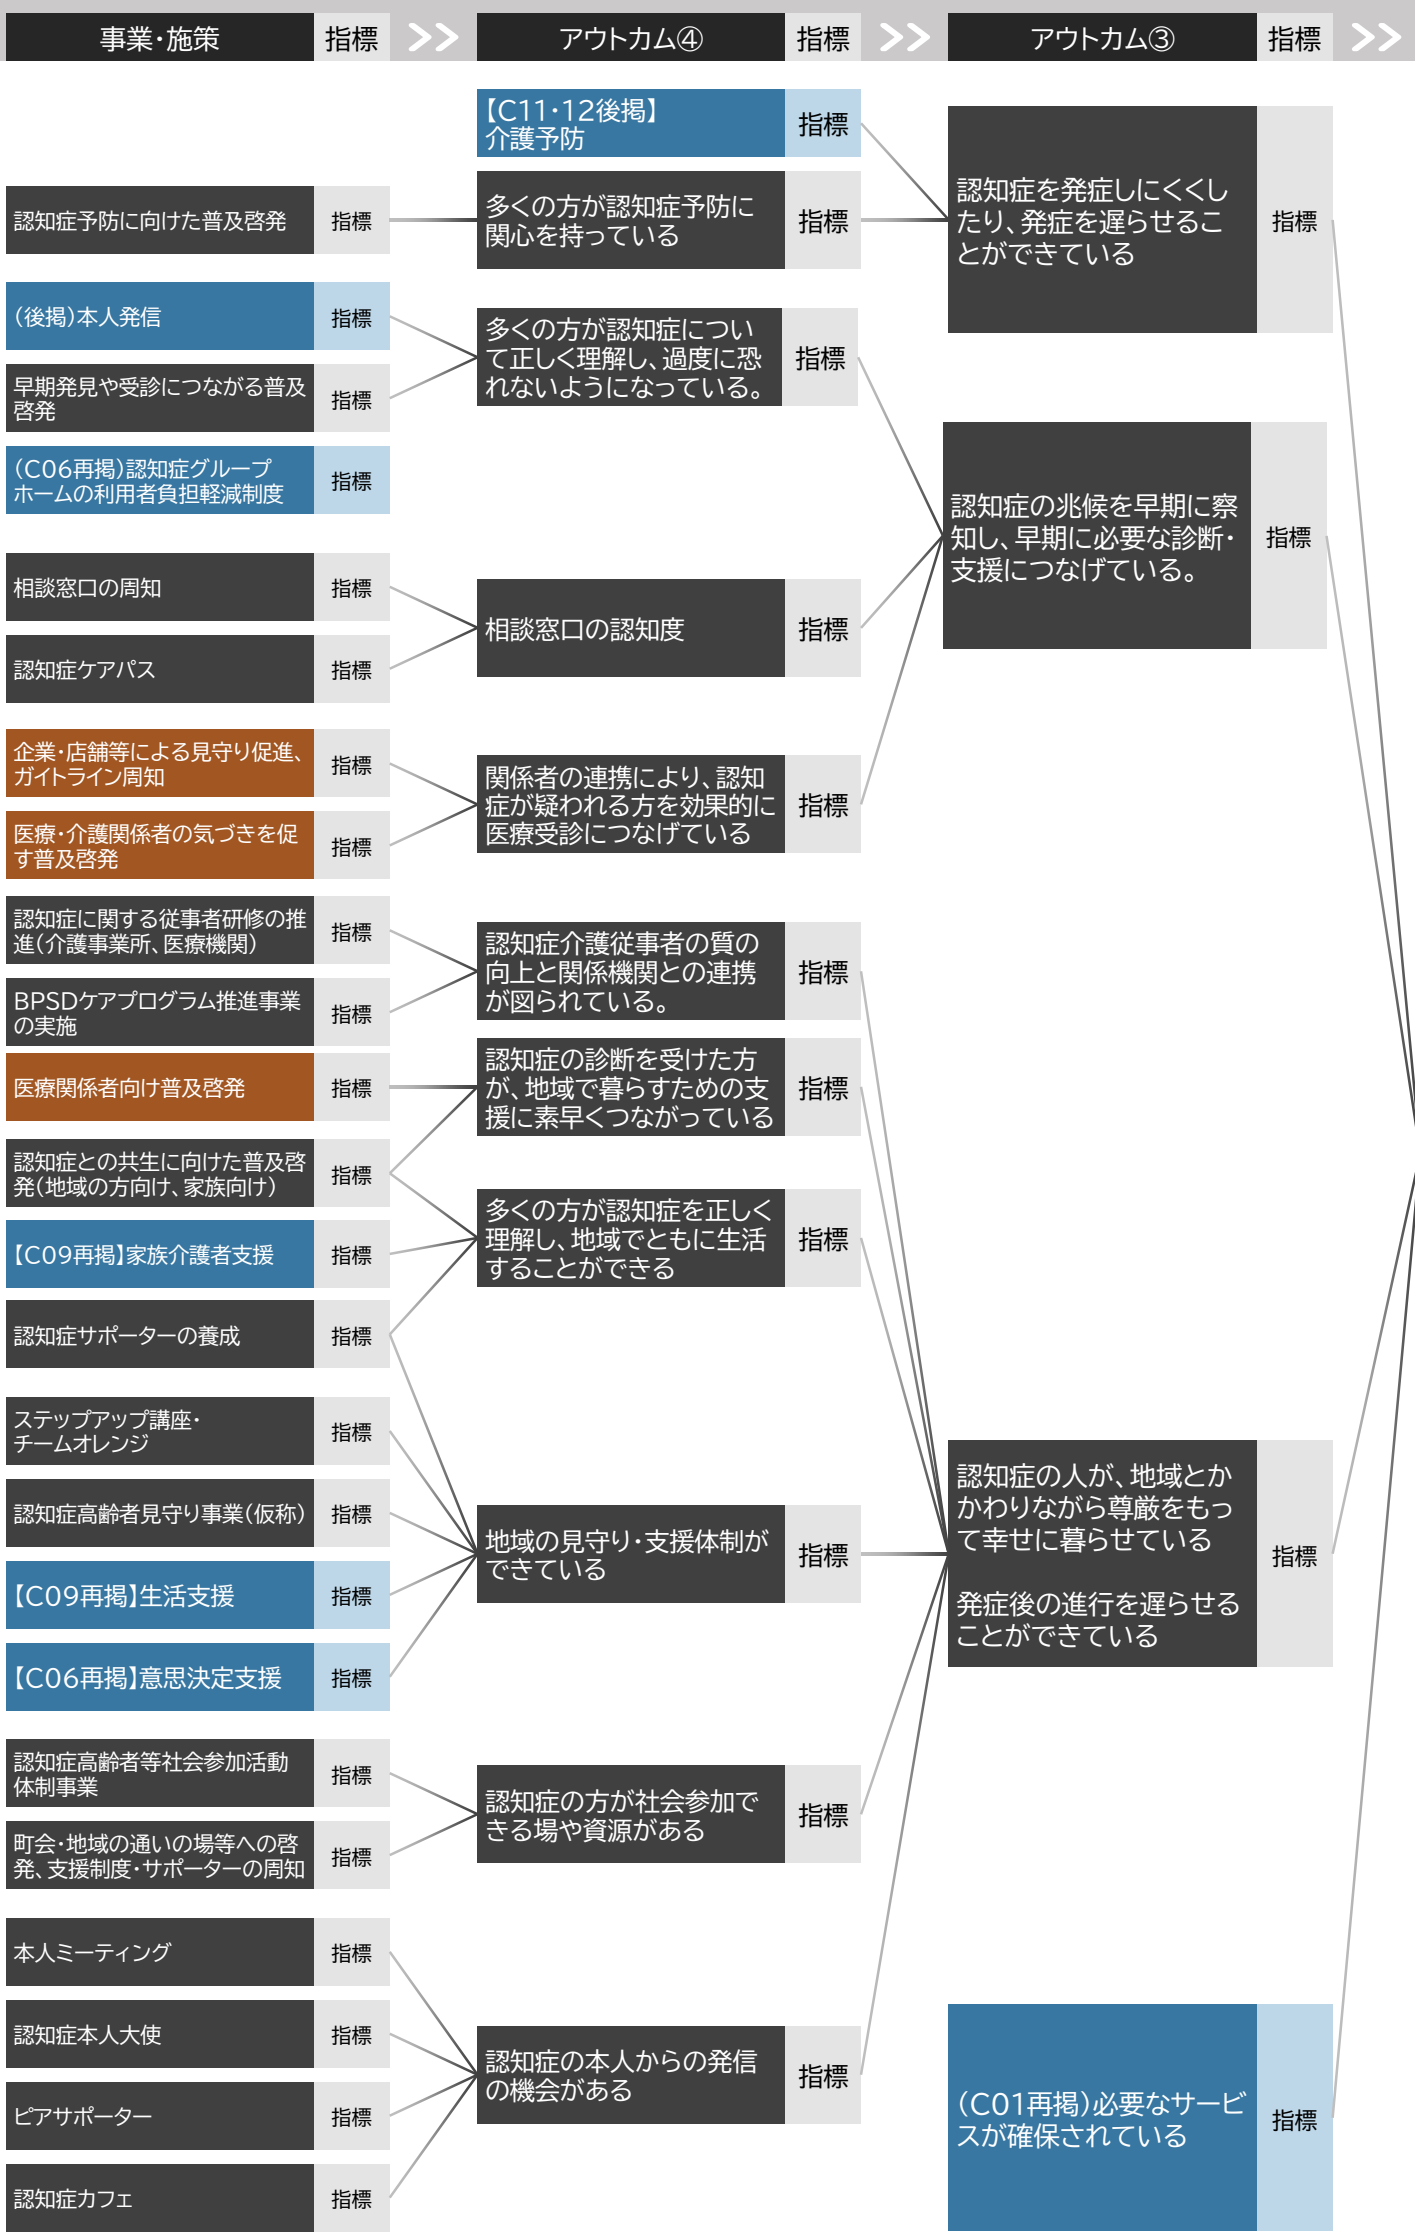 事業・施策
指標
アウトカム④
指標
アウトカム③
指標
認知症予防に向けた普及啓発
指標
（後掲）本人発信
指標
早期発見や受診につながる普及
啓発
指標
（C06再掲）認知症グループ
ホームの利用者負担軽減制度
指標
相談窓口の周知
指標
認知症ケアパス
指標
企業・店舗等による見守り促進、
ガイトライン周知
指標
医療・介護関係者の気づきを促
す普及啓発
指標
認知症に関する従事者研修の推
進（介護事業所、医療機関）
指標
BPSDケアプログラム推進事業
の実施
指標
医療関係者向け普及啓発
指標
認知症との共生に向けた普及啓
発（地域の方向け、家族向け）
指標
【C09再掲】家族介護者支援
指標
認知症サポーターの養成
指標
ステップアップ講座・
チームオレンジ
指標
認知症高齢者見守り事業（仮称）
指標
【C09再掲】生活支援
指標
【C06再掲】意思決定支援
指標
認知症高齢者等社会参加活動
体制事業
指標
町会・地域の通いの場等への啓
発、支援制度・サポーターの周知
指標
本人ミーティング
指標
認知症本人大使
指標
ピアサポーター
指標
認知症カフェ
指標
【C11・12後掲】
介護予防
指標
多くの方が認知症予防に
関心を持っている
指標
多くの方が認知症につい
て正しく理解し、過度に恐
れないようになっている。
指標
相談窓口の認知度
指標
関係者の連携により、認知
症が疑われる方を効果的に
医療受診につなげている
指標
認知症介護従事者の質の
向上と関係機関との連携
が図られている。
指標
認知症の診断を受けた方
が、地域で暮らすための支
援に素早くつながっている
指標
多くの方が認知症を正しく
理解し、地域でともに生活
することができる
指標
地域の見守り・支援体制が
できている
指標
認知症の方が社会参加で
きる場や資源がある
指標
認知症の本人からの発信
の機会がある
指標
認知症を発症しにくくし
たり、発症を遅らせるこ
とができている
指標
認知症の兆候を早期に察
知し、早期に必要な診断・
支援につなげている。
指標
認知症の人が、地域とか
かわりながら尊厳をもっ
て幸せに暮らせている
発症後の進行を遅らせる
ことができている
指標
（C01再掲）必要なサービ
スが確保されている
指標